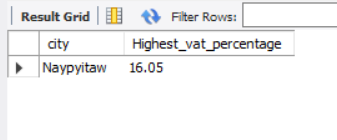 Result Grid Filter Rows:
city Highest_vat_percentage
Naypyitaw 16.05